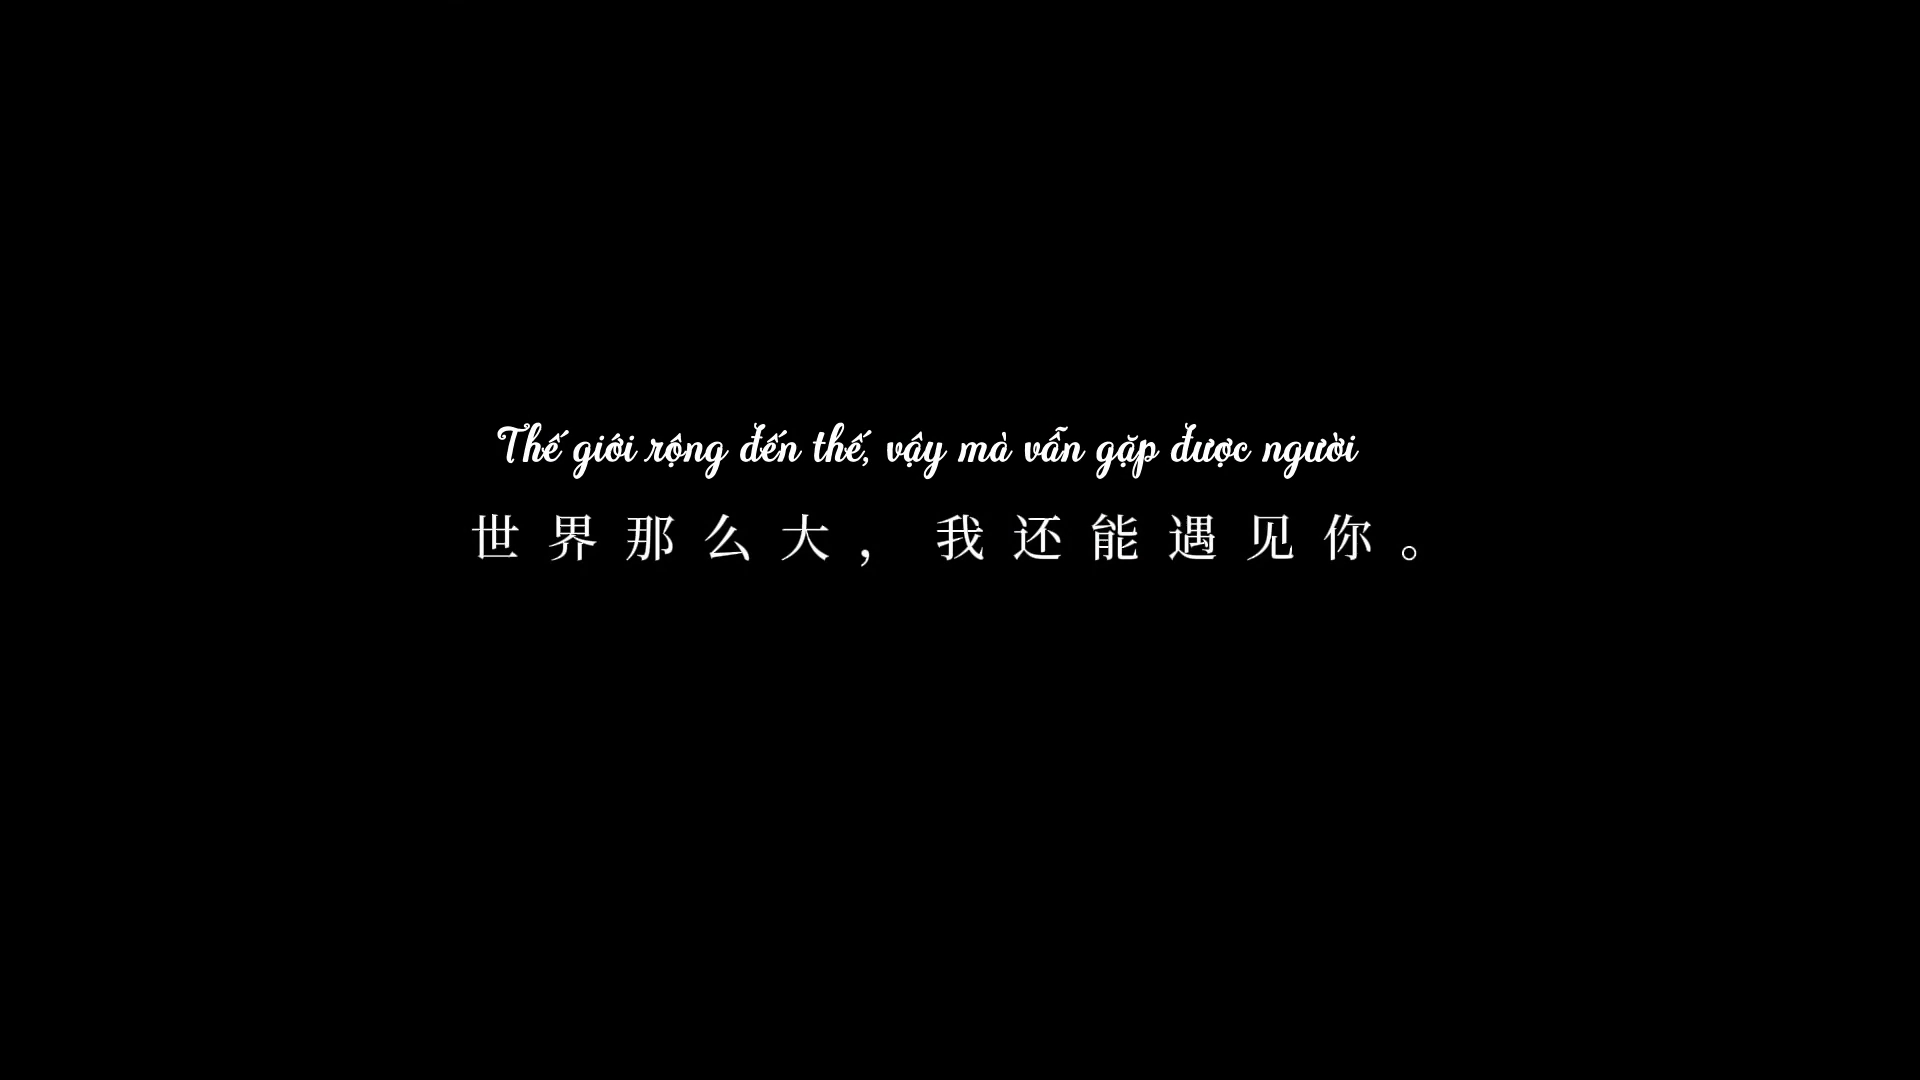 Thế giới rộng đến thế, vậy mà vẫn gặp được người
世界那么大，我还能遇见你。